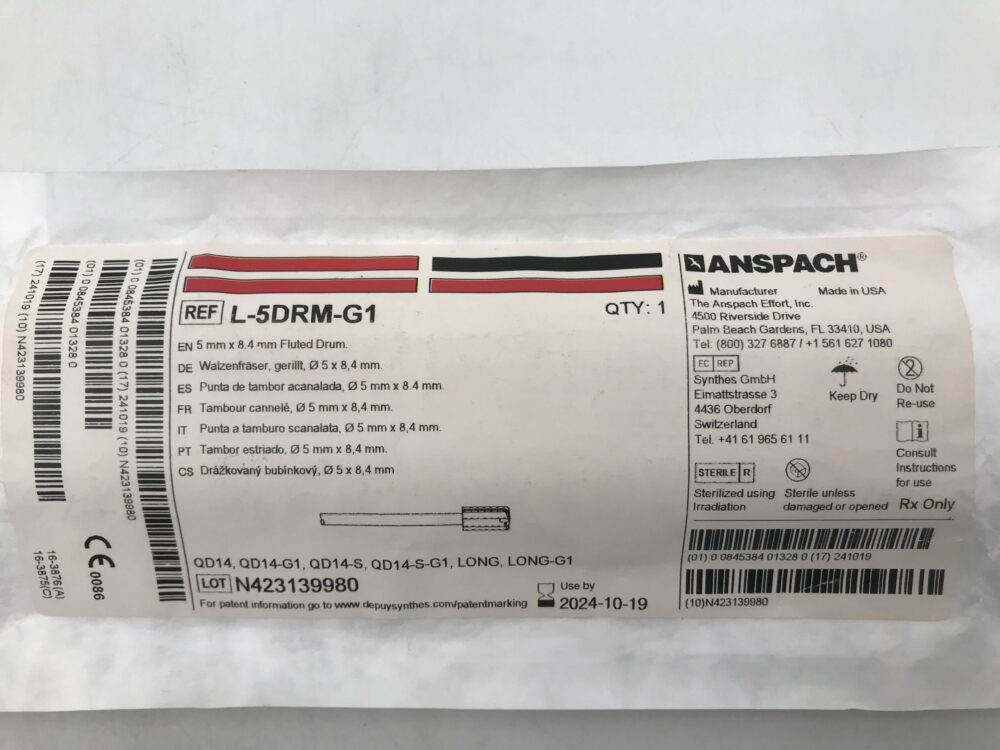 (17) 241019 (10) N423139980
(01) 0 0845384 01328 0
(01) 0 0845384 01328 0 (17) 241019 (10) N423139980
16-3876(A)
16-3875(C)
CE 0086
REF L-5DRM-G1
QTY: 1
EN 5 mm x 8.4 mm Fluted Drum.
DE Walzenfräser, gerillt, Ø 5 x 8,4 mm.
ES Punta de tambor acanalada, Ø 5 mm x 8.4 mm.
FR Tambour cannelé, Ø 5 mm x 8,4 mm.
IT Punta a tamburo scanalata, Ø 5 mm x 8,4 mm.
PT Tambor estriado, Ø 5 mm x 8,4 mm.
CS Drážkovaný bubínkový, Ø 5 x 8,4 mm
QD14, QD14-G1, QD14-S, QD14-S-G1, LONG, LONG-G1
LOT N423139980
Use by
2024-10-19
For patent information go to www.depuysynthes.com/patentmarking
ANSPACH®
Manufacturer Made in USA
The Anspach Effort, Inc.
4500 Riverside Drive
Palm Beach Gardens, FL 33410, USA
Tel: (800) 327 6887 / +1 561 627 1080
EC REP
Synthes GmbH
Eimattstrasse 3
4436 Oberdorf
Switzerland
Tel. +41 61 965 61 11
Keep Dry
2
Do Not
Re-use
i
Consult
Instructions
for use
STERILE R
Sterilized using
Irradiation
Sterile unless
damaged or opened
Rx Only
(01) 0 0845384 01328 0 (17) 241019
(10)N423139980